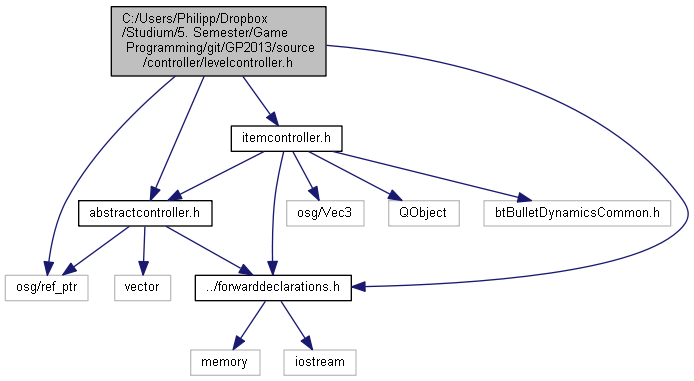 C:/Users/Philipp/Dropbox
/Studium/5. Semester/Game
Programming/git/GP2013/source
/controller/levelcontroller.h
itemcontroller.h
abstractcontroller.h
osg/Vec3
QObject
btBulletDynamicsCommon.h
osg/ref_ptr
vector
../forwarddeclarations.h
memory
iostream